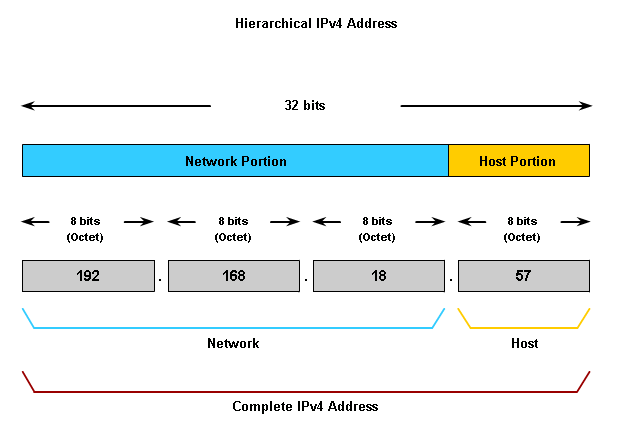 Hierarchical IPv4 Address
32 bits
Network Portion Host Portion
8 bits 8 bits 8 bits 8 bits
(Octet) (Octet) (Octet) (Octet)
192 . 168 . 18 . 57
Network Host
Complete IPv4 Address